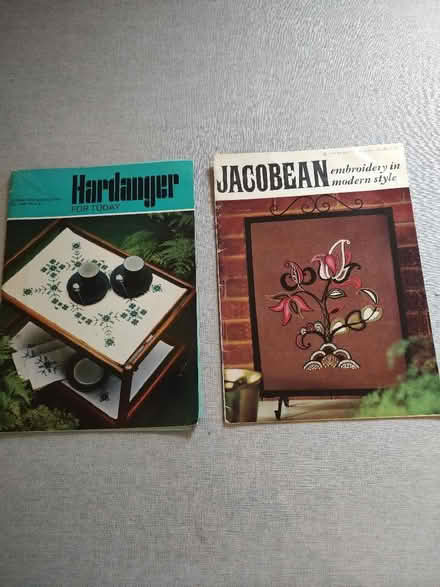 Hardanger
FOR TODAY
JACOBEAN
embroidery in
modern style